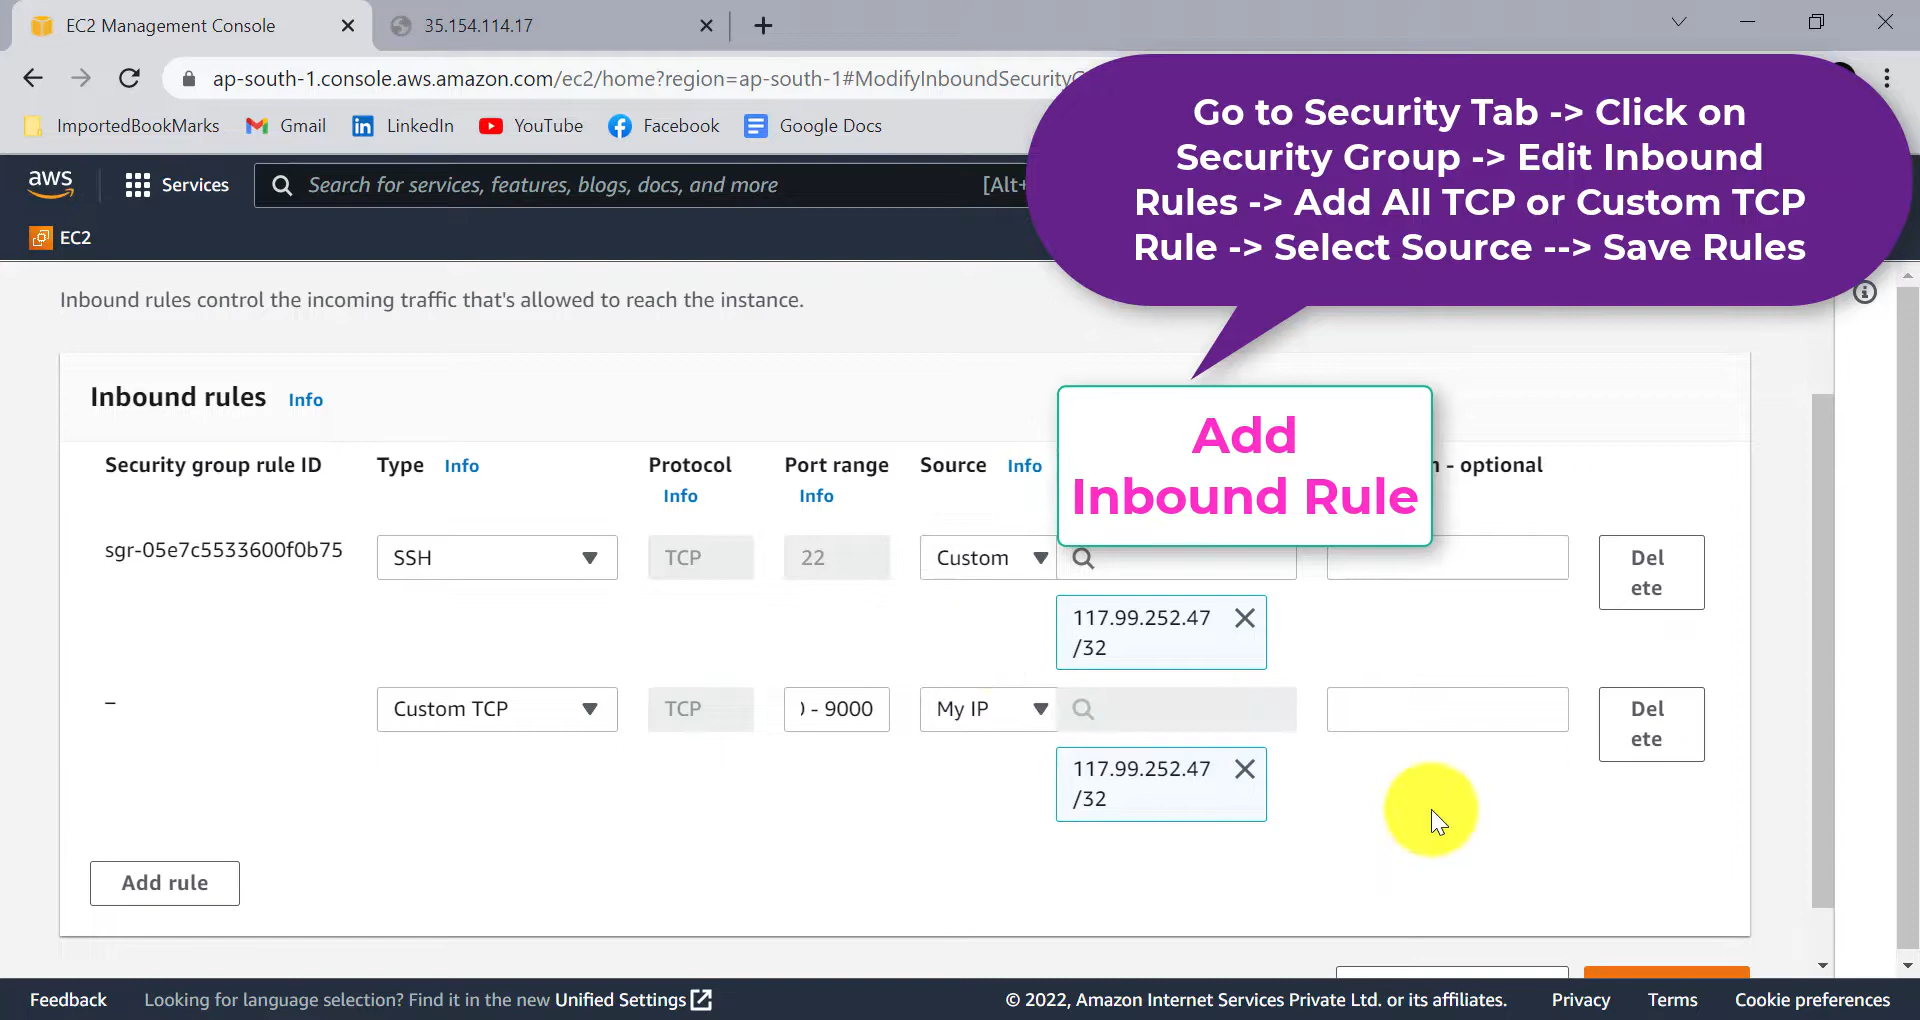 EC2 Management Console
35.154.114.17
ap-south-1.console.aws.amazon.com/ec2/home?region=ap-south-1#ModifyInboundSecurity
ImportedBookMarks
Gmail
LinkedIn
YouTube
Facebook
Google Docs
Go to Security Tab -> Click on
Security Group -> Edit Inbound
Rules -> Add All TCP or Custom TCP
Rule -> Select Source --> Save Rules
aws
Services
Search for services, features, blogs, docs, and more
[Alt+
EC2
Inbound rules control the incoming traffic that's allowed to reach the instance.
Inbound rules Info
Add
Inbound Rule
Security group rule ID
Type Info
Protocol
Info
Port range
Info
Source Info
- optional
sgr-05e7c5533600f0b75
SSH
TCP
22
Custom
Del
ete
117.99.252.47
/32
–
Custom TCP
TCP
- 9000
My IP
Del
ete
117.99.252.47
/32
Add rule
Feedback
Looking for language selection? Find it in the new Unified Settings
© 2022, Amazon Internet Services Private Ltd. or its affiliates.
Privacy
Terms
Cookie preferences